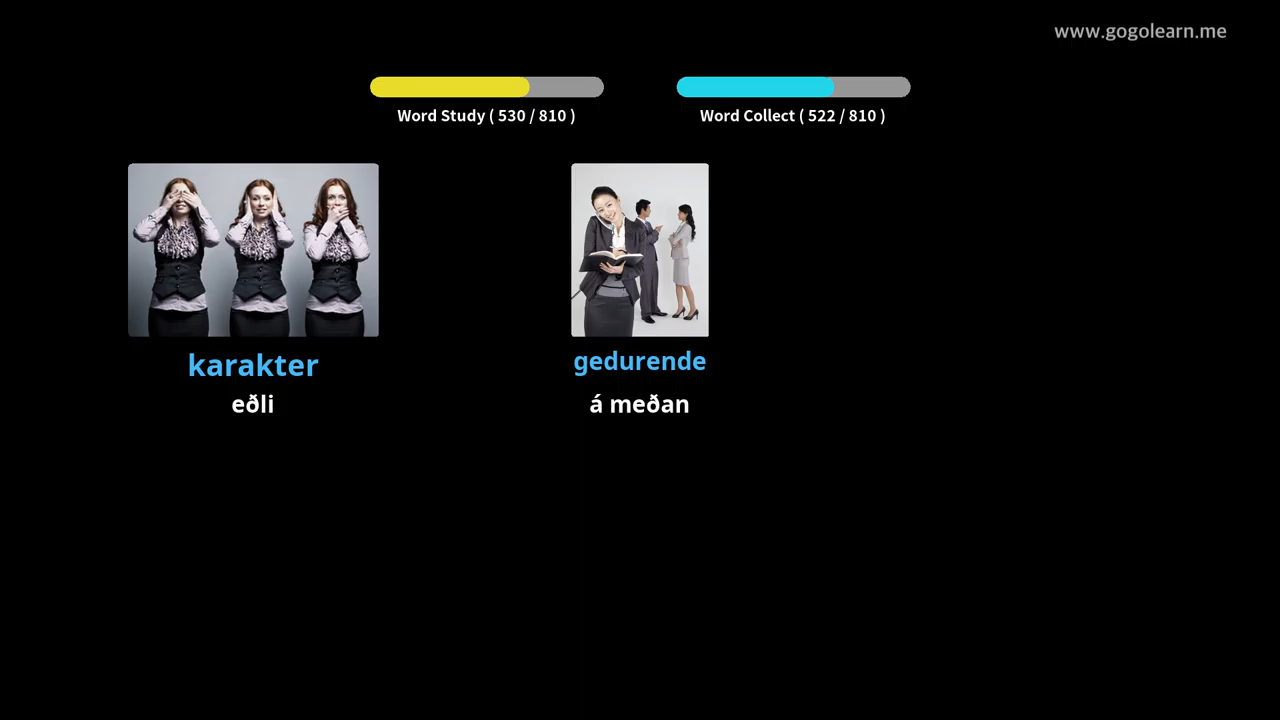 www.gogolearn.me
Word Study ( 530 / 810 )
Word Collect ( 522 / 810 )
karakter
eðli
gedurende
á meðan